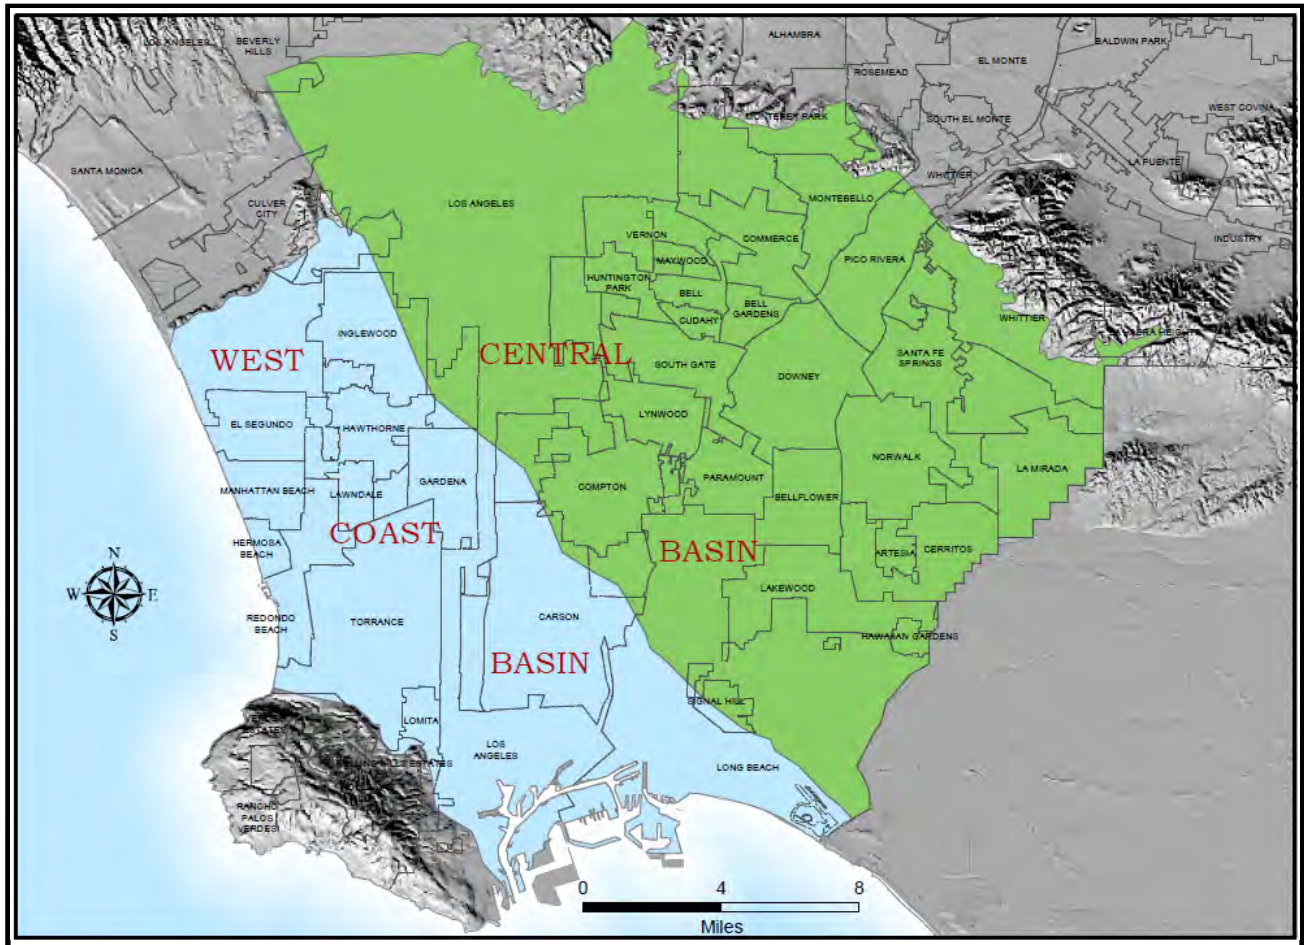 LOS ANGELES
BEVERLY
HILLS
ALHAMBRA
BALDWIN PARK
ROSEMEAD
EL MONTE
WEST COVINA
MONTEREY PARK
SOUTH EL MONTE
LA PUENTE
SANTA MONICA
WHITTIER
CULVER
CITY
LOS ANGELES
MONTEBELLO
VERNON
COMMERCE
INDUSTRY
MAYWOOD
PICO RIVERA
HUNTINGTON
PARK
BELL
BELL
GARDENS
CUDAHY
WHITTIER
INGLEWOOD
WEST
CENTRAL
SOUTH GATE
SANTA FE
SPRINGS
DOWNEY
LYNWOOD
EL SEGUNDO
HAWTHORNE
NORWALK
LA MIRADA
GARDENA
PARAMOUNT
COMPTON
MANHATTAN BEACH
LAWNDALE
BELLFLOWER
COAST
HERMOSA
BEACH
BASIN
ARTESIA
CERRITOS
N
W
E
S
LAKEWOOD
REDONDO
BEACH
TORRANCE
CARSON
HAWAIIAN GARDENS
BASIN
SIGNAL HILL
LOMITA
LOS
ANGELES
LONG BEACH
RANCHO
PALOS
VERDES
0
4
8
Miles